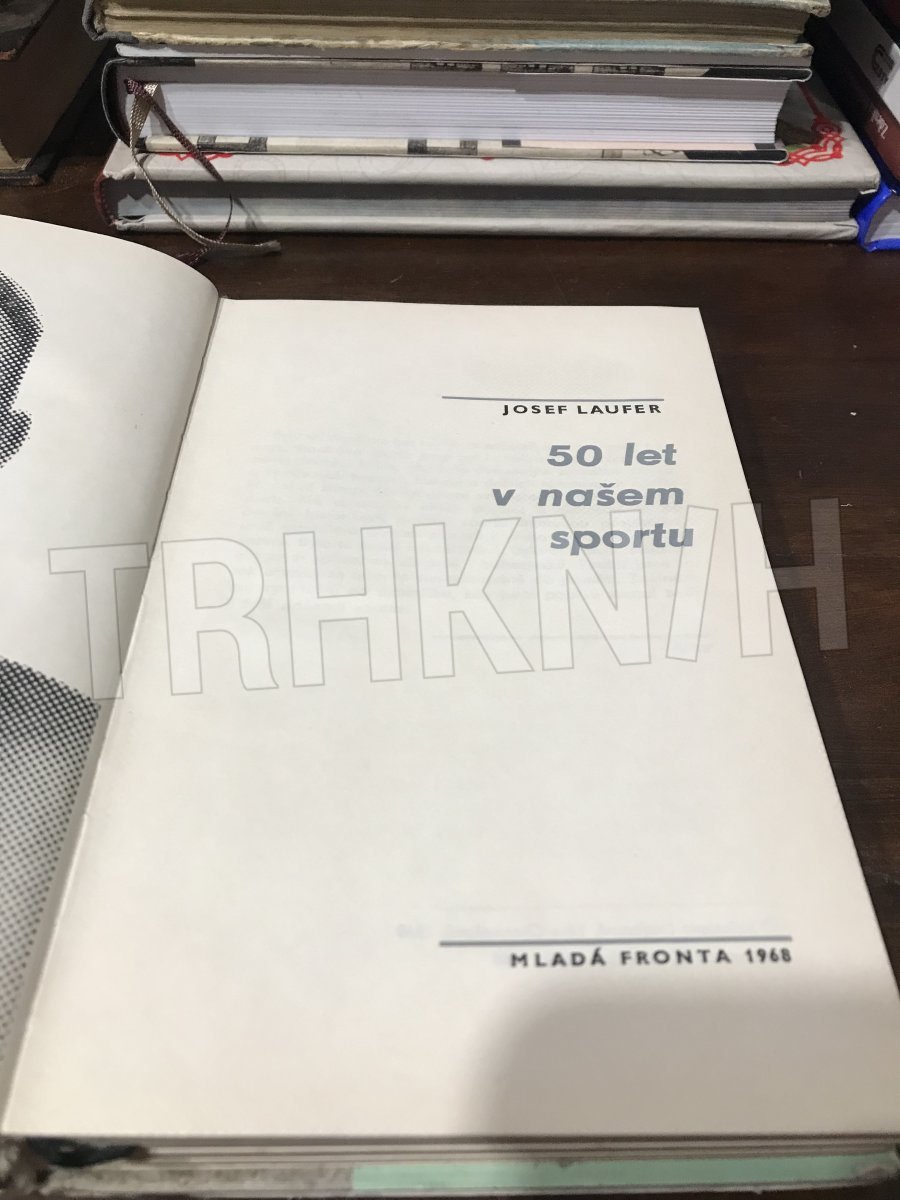 JOSEF LAUFER
50 let
v našem
sportu
TRHKNIH
MLADÁ FRONTA 1968